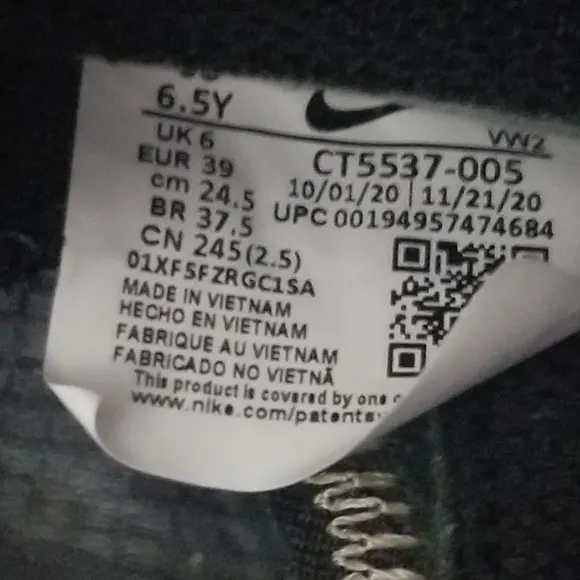 6.5Y
UK 6
EUR 39
cm 24.5
BR 37.5
CN 245(2.5)
01XFSFZRGC1SA
VW2
CT5537-005
10/01/20 | 11/21/20
UPC 00194957474684
MADE IN VIETNAM
HECHO EN VIETNAM
FABRIQUE AU VIETNAM
FABRICADO NO VIETNÃ
This product is covered by one
www.nike.com/patents